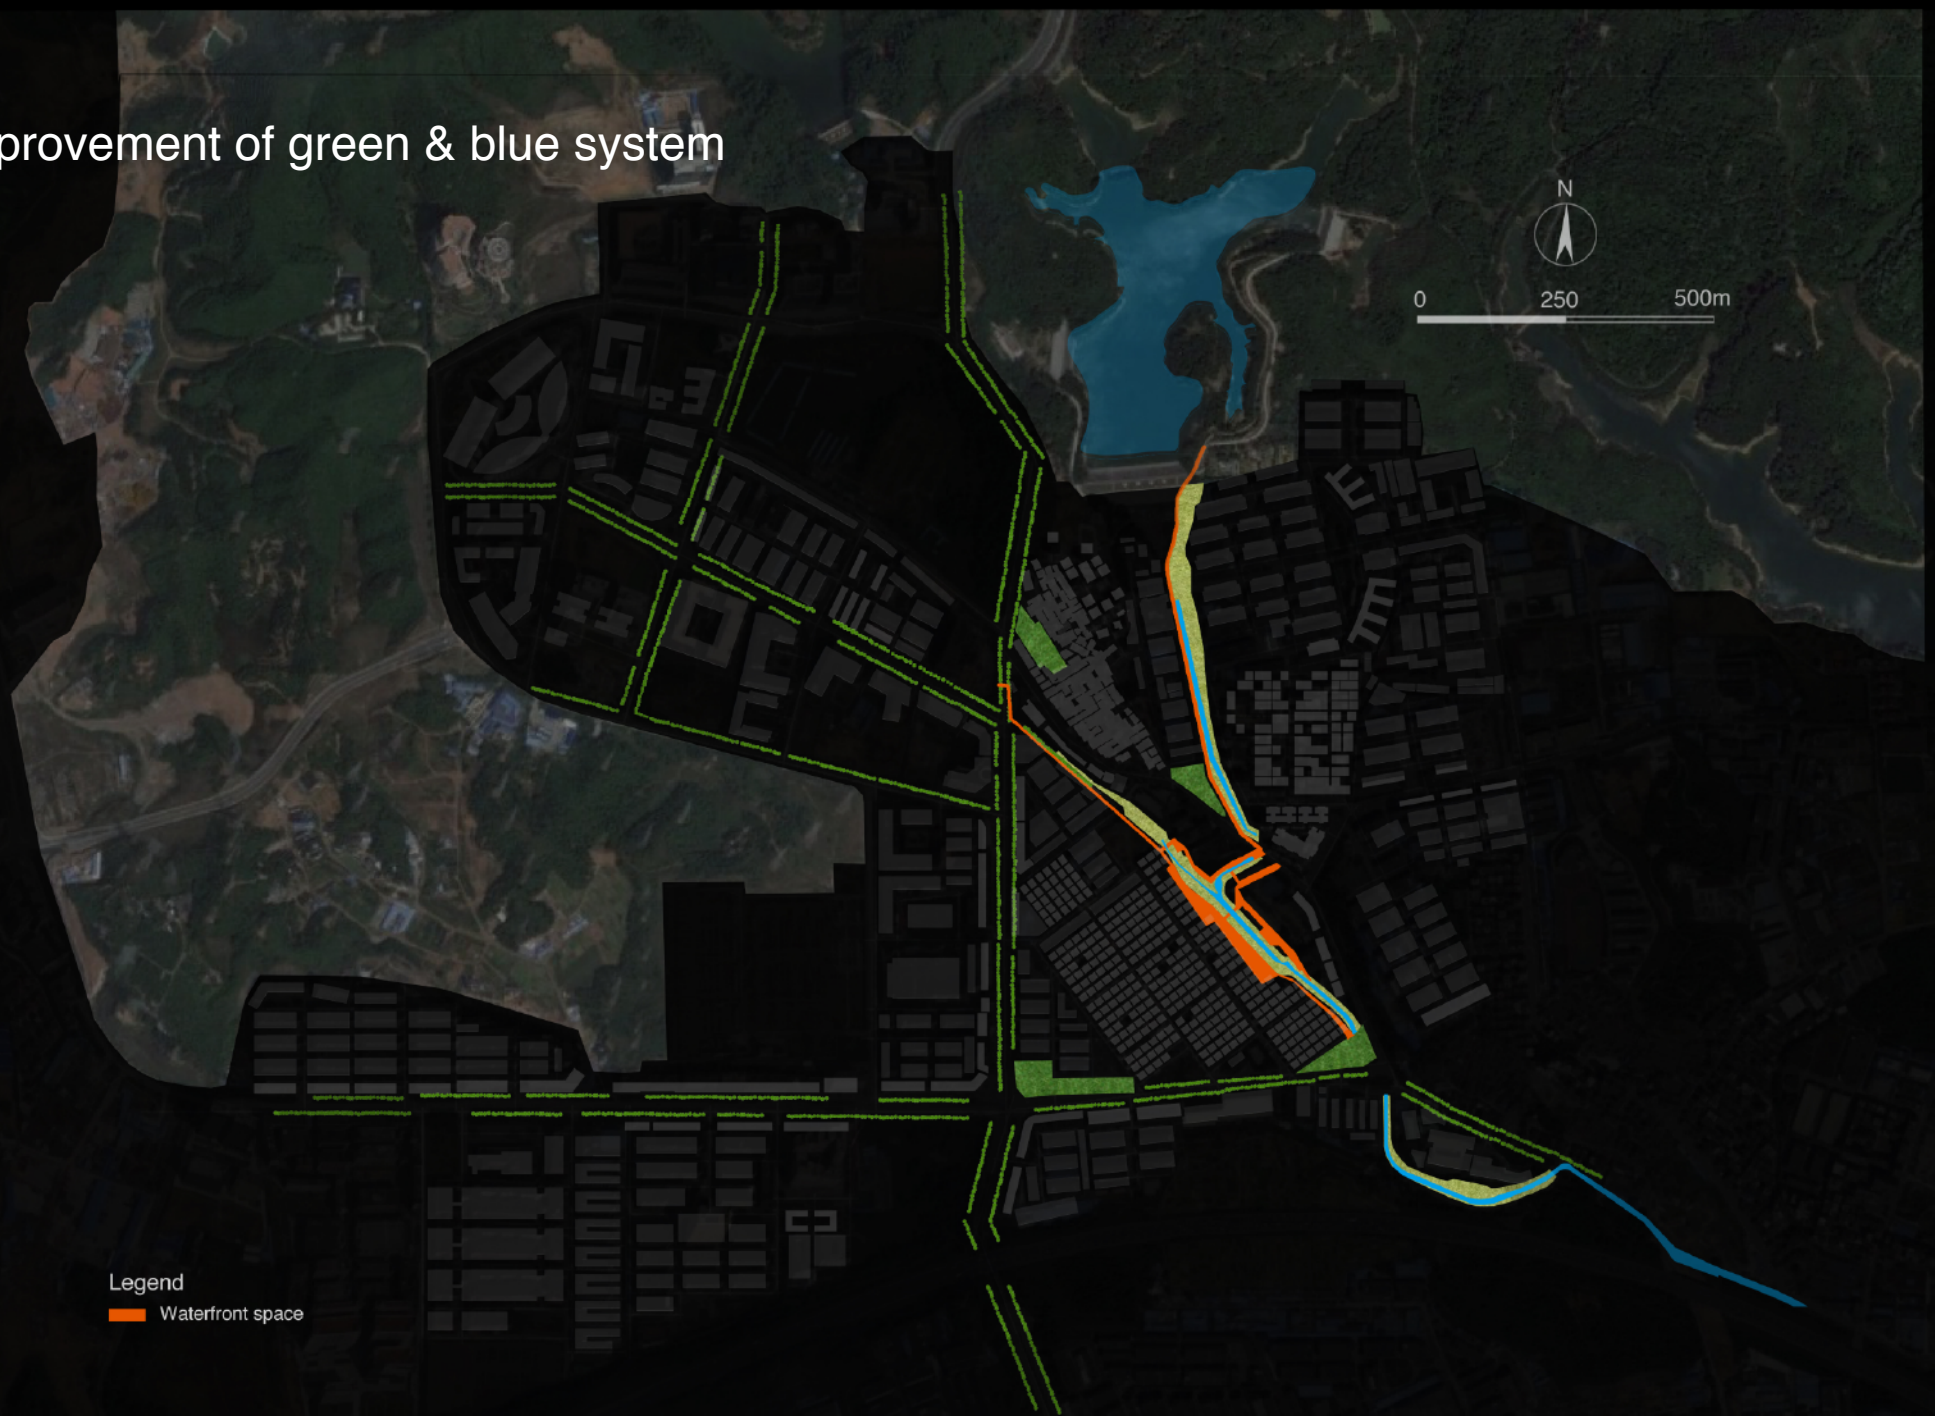 provement of green & blue system
N
0 250 500m
Legend
Waterfront space